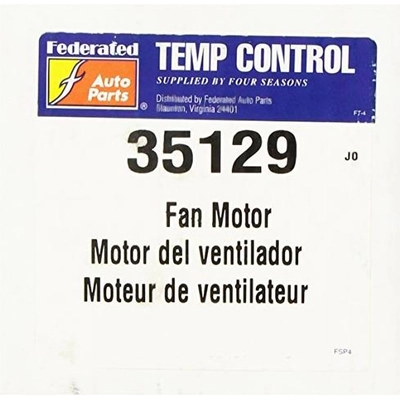 Federated
Auto
Parts
®
TEMP CONTROL
SUPPLIED BY FOUR SEASONS
Distributed by Federated Auto Parts
Staunton, Virginia 24401
FT-4
35129
JO
Fan Motor
Motor del ventilador
Moteur de ventilateur
FSP4